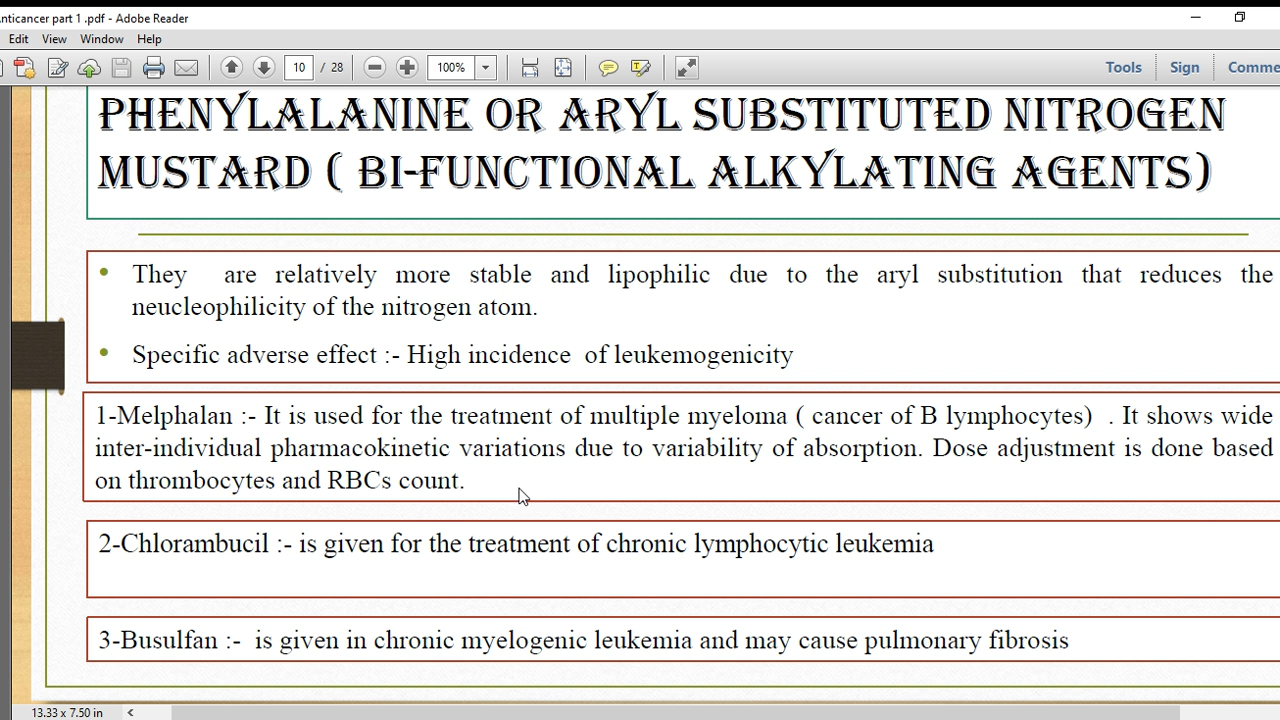 nticancer part 1 .pdf - Adobe Reader
Edit View Window Help
10 / 28 100% Tools Sign Comme
PHENYLALANINE OR ARYL SUBSTITUTED NITROGEN
MUSTARD ( BI-FUNCTIONAL ALKYLATING AGENTS)
• They are relatively more stable and lipophilic due to the aryl substitution that reduces the
neucleophilicity of the nitrogen atom.
• Specific adverse effect :- High incidence of leukemogenicity
1-Melphalan :- It is used for the treatment of multiple myeloma ( cancer of B lymphocytes) . It shows wide
inter-individual pharmacokinetic variations due to variability of absorption. Dose adjustment is done based
on thrombocytes and RBCs count.
2-Chlorambucil :- is given for the treatment of chronic lymphocytic leukemia
3-Busulfan :- is given in chronic myelogenic leukemia and may cause pulmonary fibrosis
13.33 x 7.50 in